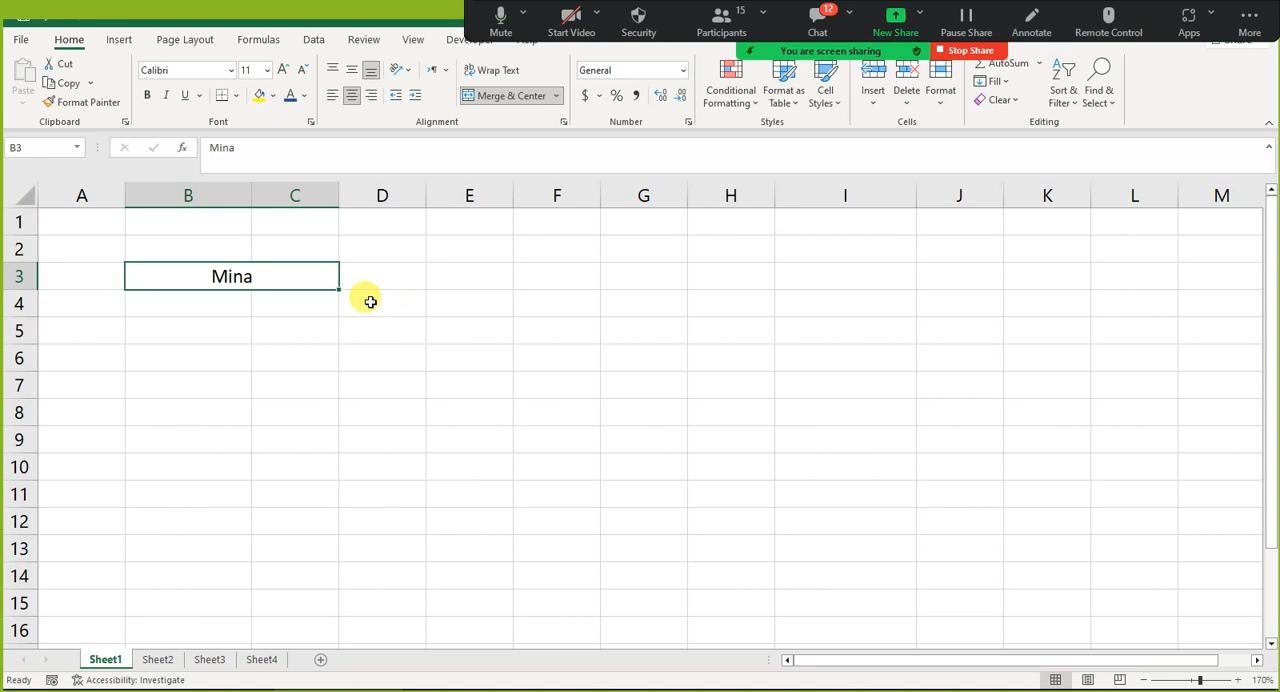 Mute
Start Video
Security
Participants
15
Chat
12
New Share
Pause Share
Annotate
Remote Control
Apps
More
You are screen sharing
Stop Share
File
Home
Insert
Page Layout
Formulas
Data
Review
View
Paste
Cut
Copy
Format Painter
Clipboard
Calibri
11
B I U
Font
Wrap Text
Merge & Center
Alignment
General
$ % ,
Number
Conditional
Formatting
Format as
Table
Cell
Styles
Styles
Insert
Delete
Format
Cells
AutoSum
Fill
Clear
Sort &
Filter
Find &
Select
Editing
B3
fx
Mina
A B C D E F G H I J K L M
1
2
3 Mina
4
5
6
7
8
9
10
11
12
13
14
15
16
Sheet1
Sheet2
Sheet3
Sheet4
Ready
Accessibility: Investigate
170%